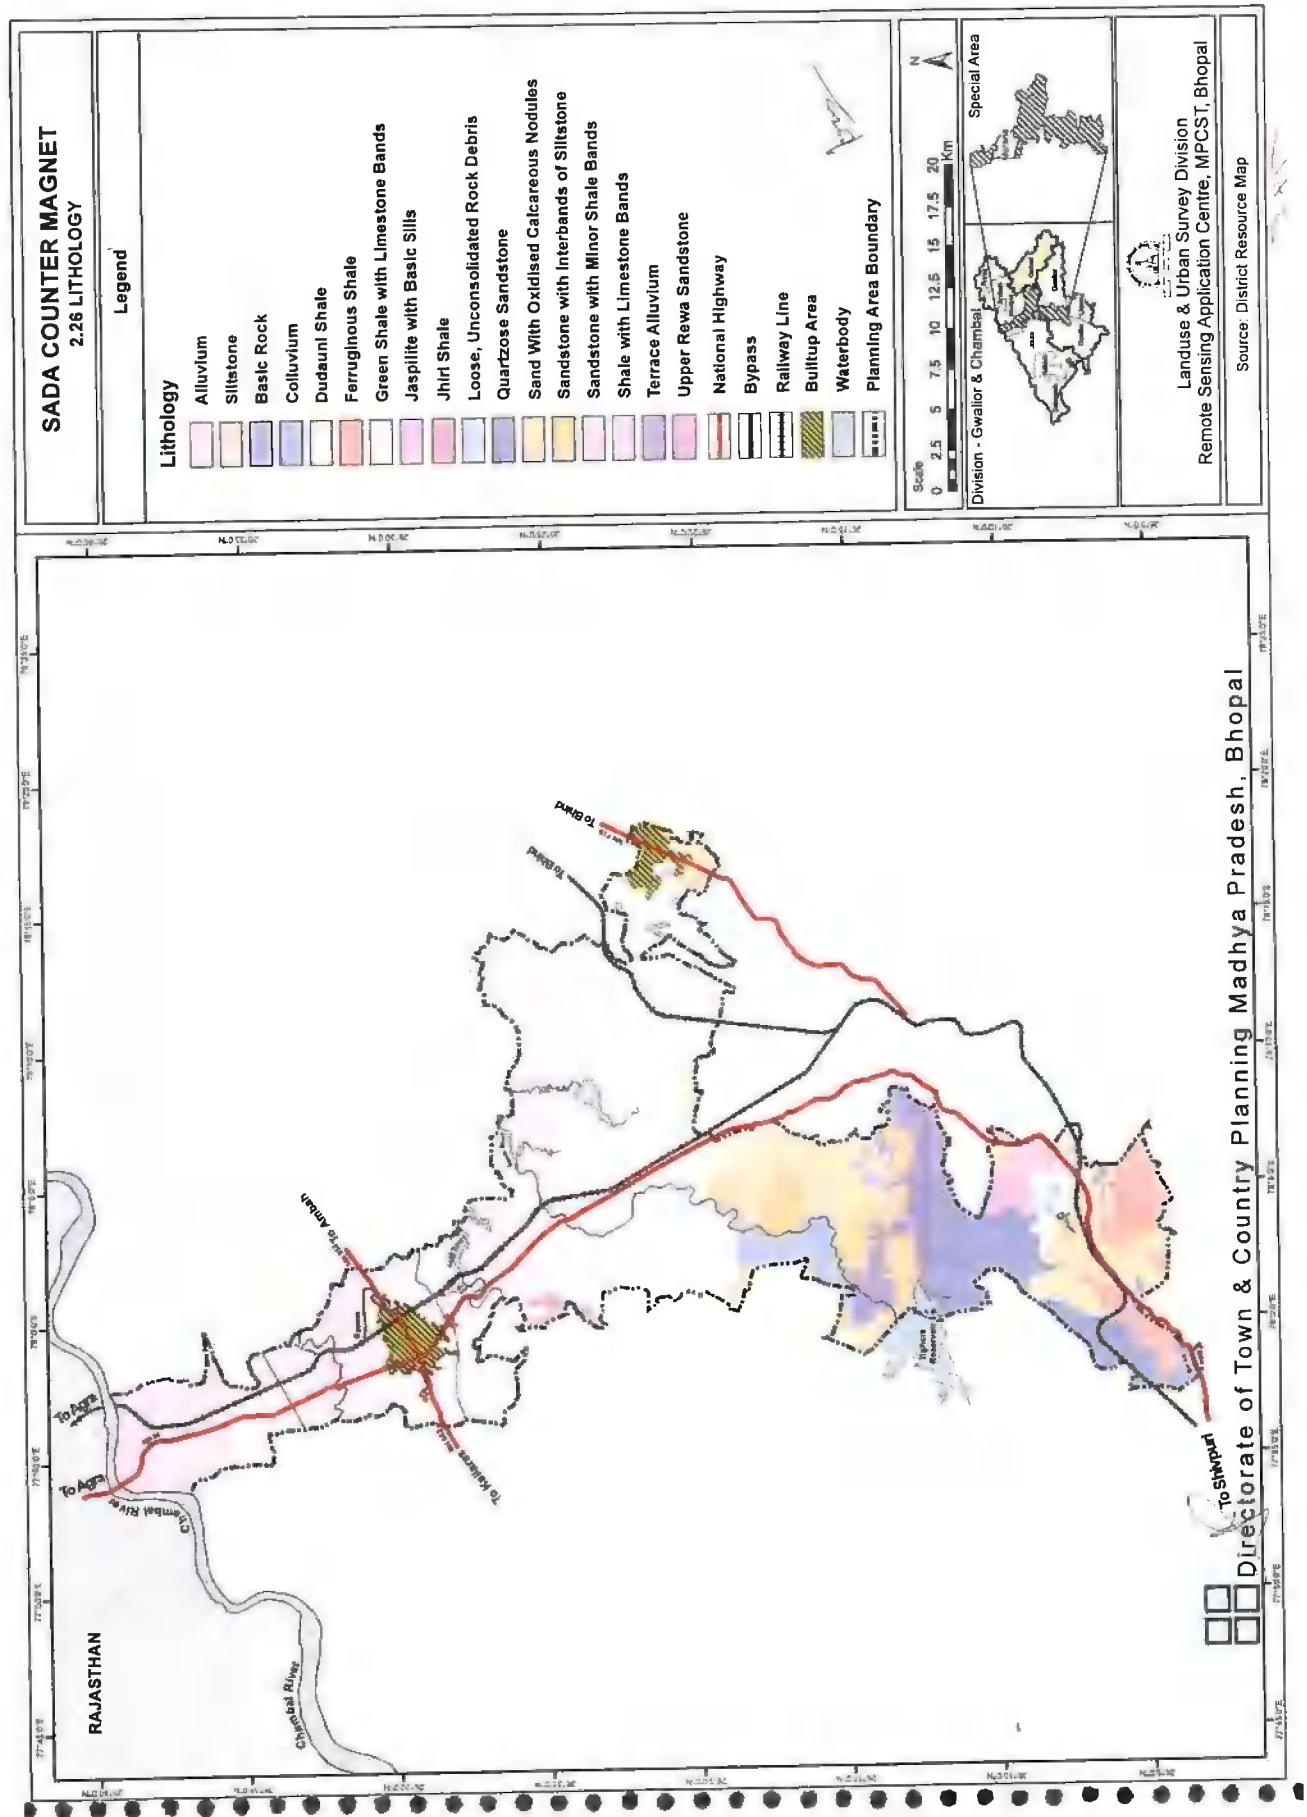 SADA COUNTER MAGNET
2.26 LITHOLOGY
Legend
Lithology
Alluvium
Siltstone
Basic Rock
Colluvium
Dudauni Shale
Ferruginous Shale
Green Shale with Limestone Bands
Jaspilite with Basic Sills
Jhiri Shale
Loose, Unconsolidated Rock Debris
Quartzose Sandstone
Sand With Oxidised Calcareous Nodules
Sandstone with Interbands of Siltstone
Sandstone with Minor Shale Bands
Shale with Limestone Bands
Terrace Alluvium
Upper Rewa Sandstone
National Highway
Bypass
Railway Line
Builtup Area
Waterbody
Planning Area Boundary
Scale
N
0 2.5 5 7.5 10 12.5 15 17.5 20
Km
Division - Gwalior & Chambal
Special Area
Landuse & Urban Survey Division
Remote Sensing Application Centre, MPCST, Bhopal
Source: District Resource Map
RAJASTHAN
To Agra
To Agra
Chambal River
Chambal River
To Ambah
To Kailaras
To Bhind
To Bhind
Tighra
Reservoir
To Shivpuri
Directorate of Town & Country Planning Madhya Pradesh, Bhopal